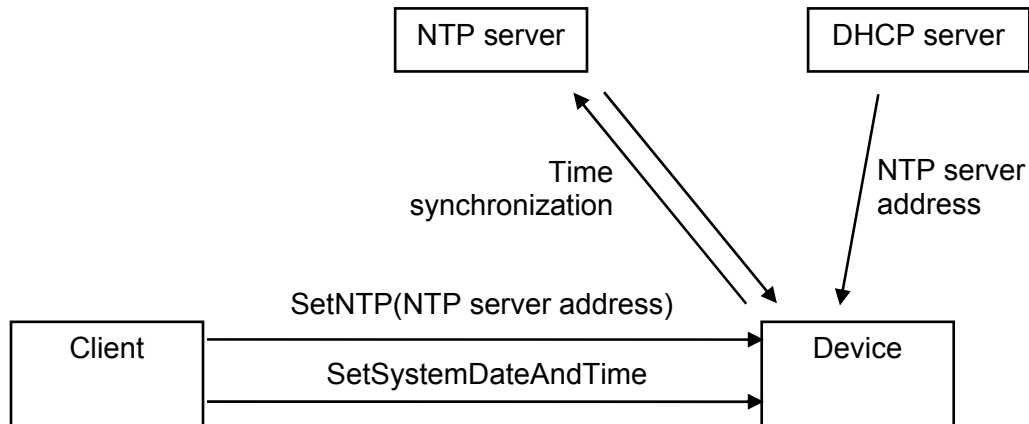 NTP server
DHCP server
Time
synchronization
NTP server
address
SetNTP(NTP server address)
Client
Device
SetSystemDateAndTime